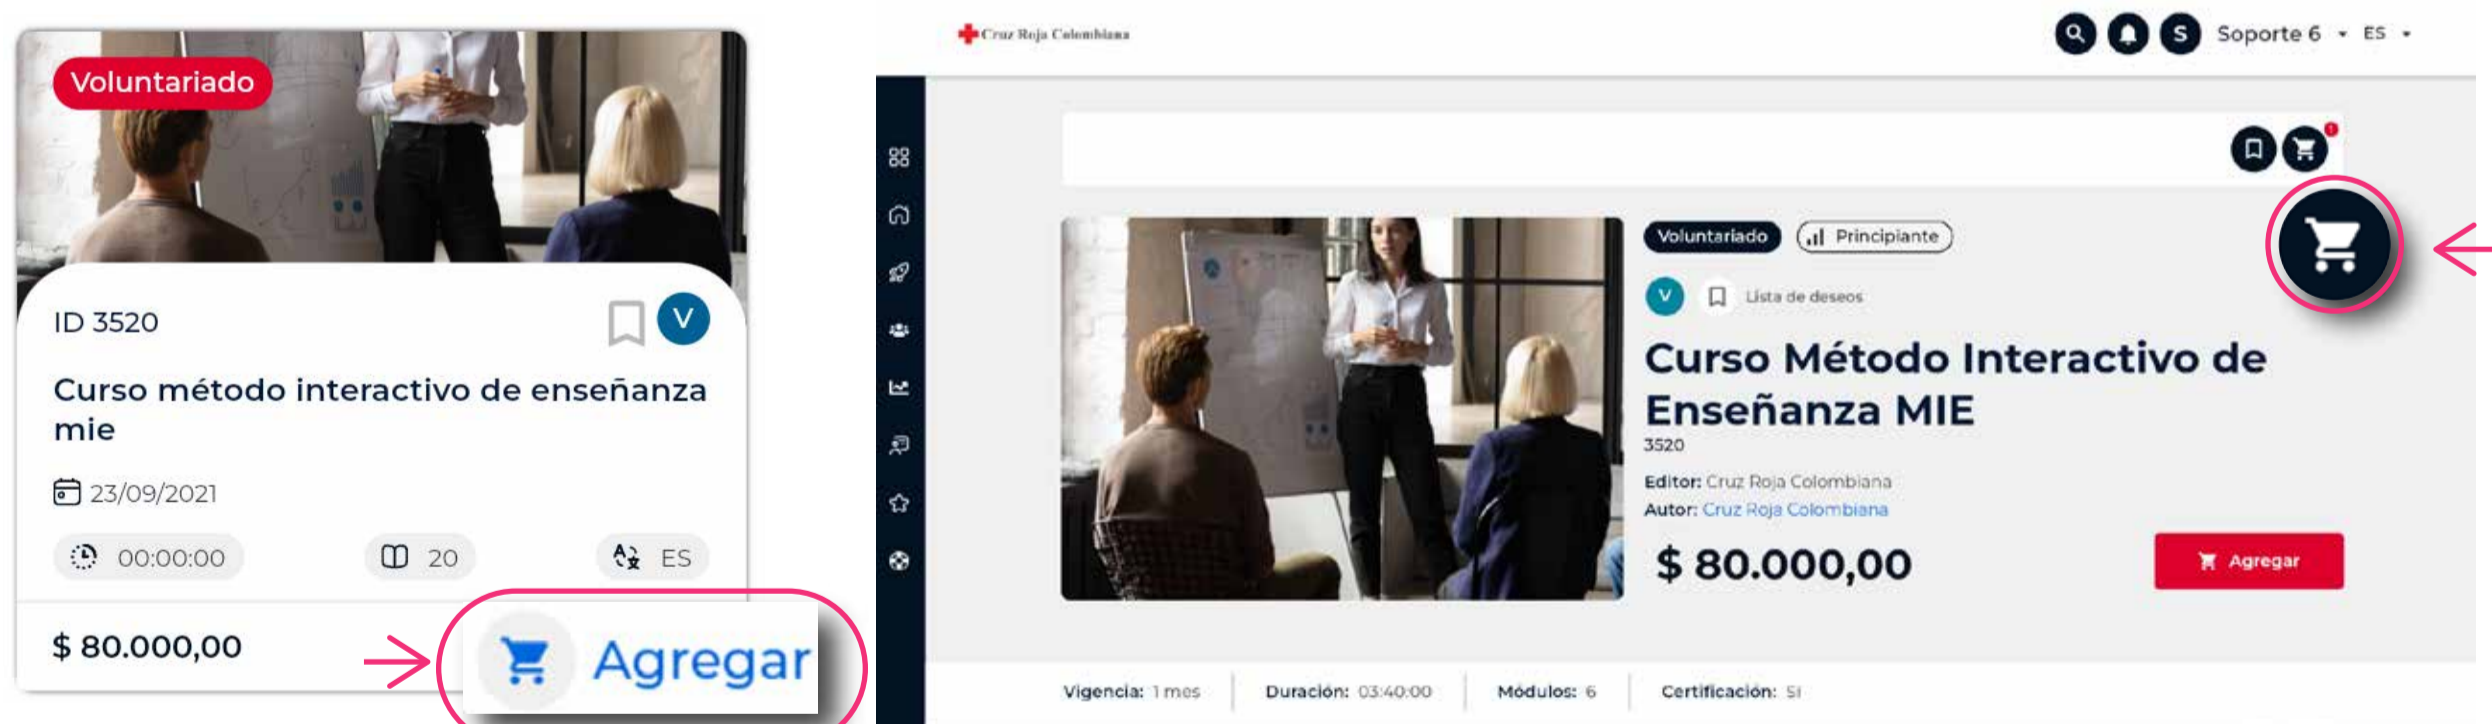 Voluntariado
ID 3520
V
Curso método interactivo de enseñanza
mie
23/09/2021
00:00:00
20
ES
$ 80.000,00
Agregar
Cruz Roja Colombiana
S
Soporte 6
ES
Voluntariado
Principiante
V
Lista de deseos
Curso Método Interactivo de
Enseñanza MIE
3520
Editor: Cruz Roja Colombiana
Autor: Cruz Roja Colombiana
$ 80.000,00
Agregar
Vigencia: 1 mes
Duración: 03:40:00
Módulos: 6
Certificación: SI